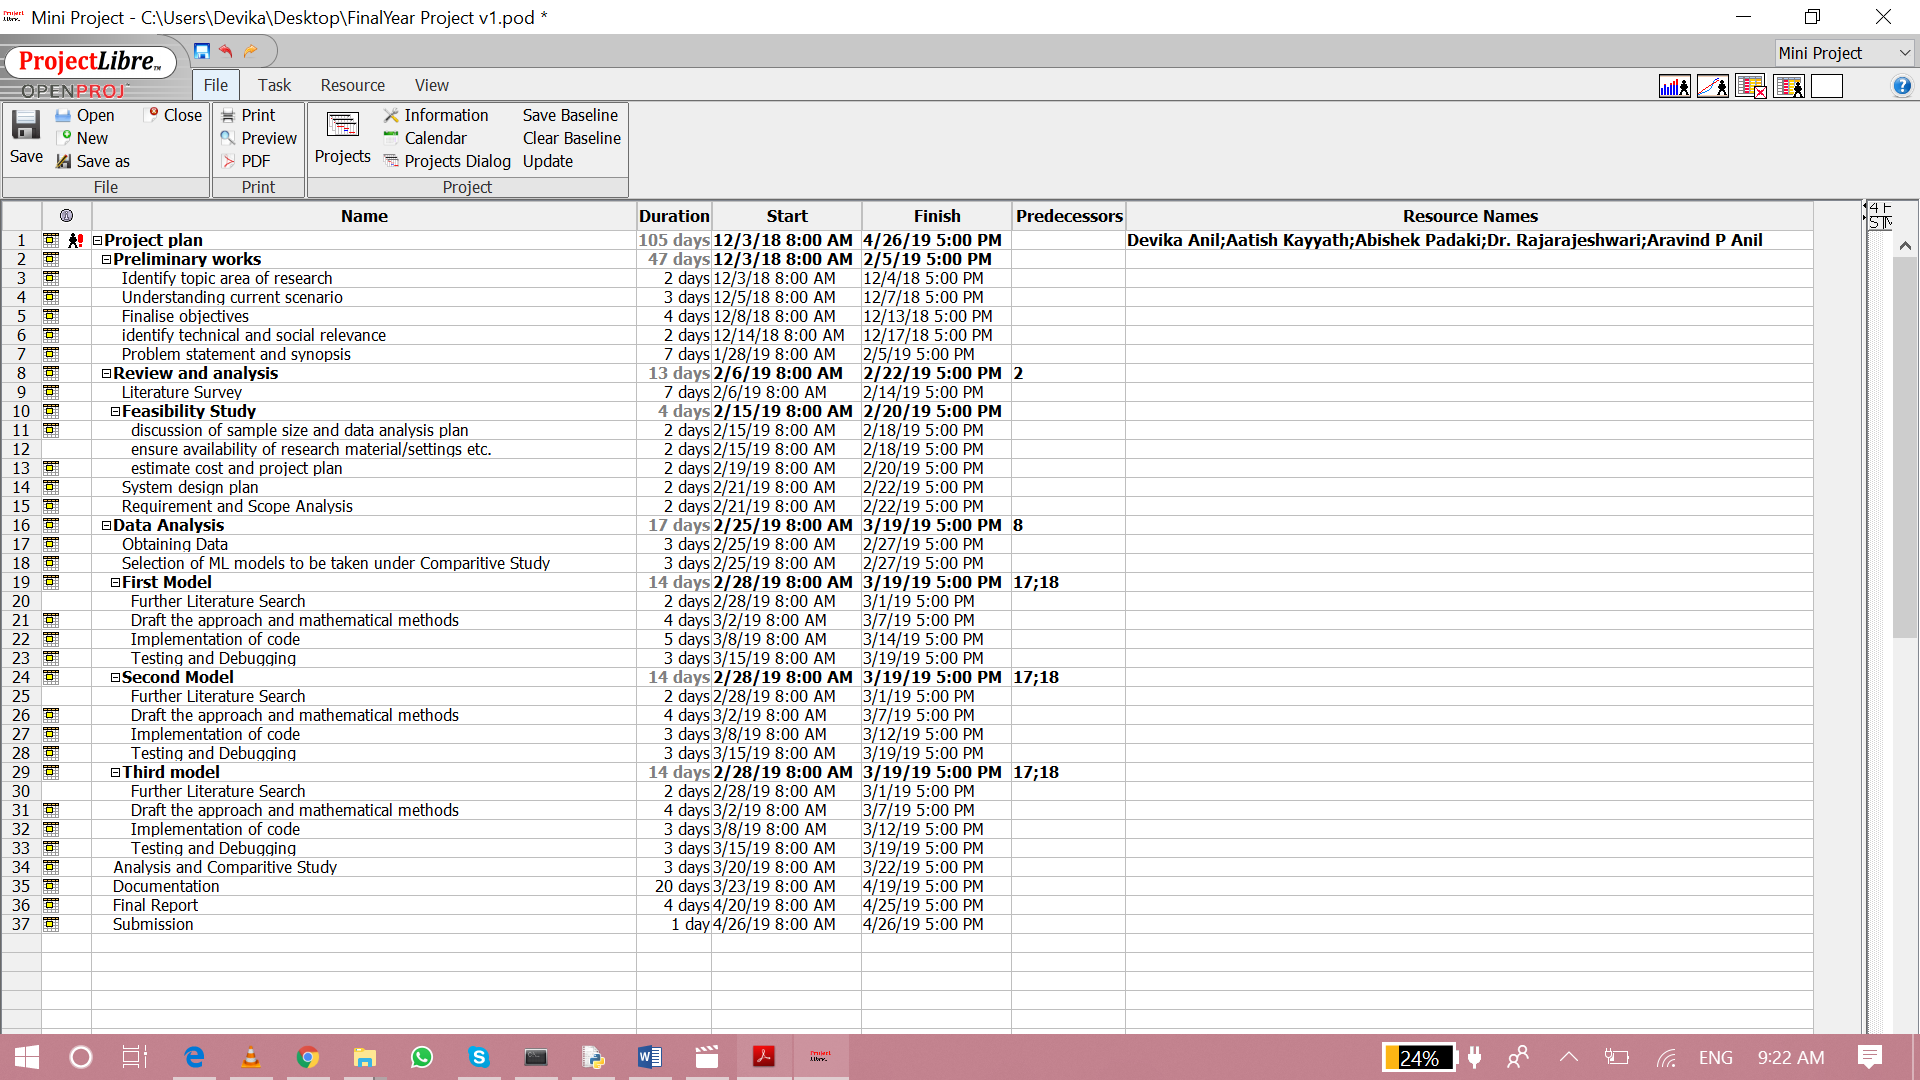 Mini Project - C:\Users\Devika\Desktop\FinalYear Project v1.pod *
ProjectLibre
OPENPROJ
Mini Project
File Task Resource View
Save Open New Save as Close
File
Print Preview PDF
Print
Projects Information Calendar Projects Dialog Save Baseline Clear Baseline Update
Project
Name Duration Start Finish Predecessors Resource Names
1 Project plan 105 days 12/3/18 8:00 AM 4/26/19 5:00 PM Devika Anil;Aatish Kayyath;Abishek Padaki;Dr. Rajarajeshwari;Aravind P Anil
2 Preliminary works 47 days 12/3/18 8:00 AM 2/5/19 5:00 PM
3 Identify topic area of research 2 days 12/3/18 8:00 AM 12/4/18 5:00 PM
4 Understanding current scenario 3 days 12/5/18 8:00 AM 12/7/18 5:00 PM
5 Finalise objectives 4 days 12/8/18 8:00 AM 12/13/18 5:00 PM
6 identify technical and social relevance 2 days 12/14/18 8:00 AM 12/17/18 5:00 PM
7 Problem statement and synopsis 7 days 1/28/19 8:00 AM 2/5/19 5:00 PM
8 Review and analysis 13 days 2/6/19 8:00 AM 2/22/19 5:00 PM 2
9 Literature Survey 7 days 2/6/19 8:00 AM 2/14/19 5:00 PM
10 Feasibility Study 4 days 2/15/19 8:00 AM 2/20/19 5:00 PM
11 discussion of sample size and data analysis plan 2 days 2/15/19 8:00 AM 2/18/19 5:00 PM
12 ensure availability of research material/settings etc. 2 days 2/15/19 8:00 AM 2/18/19 5:00 PM
13 estimate cost and project plan 2 days 2/19/19 8:00 AM 2/20/19 5:00 PM
14 System design plan 2 days 2/21/19 8:00 AM 2/22/19 5:00 PM
15 Requirement and Scope Analysis 2 days 2/21/19 8:00 AM 2/22/19 5:00 PM
16 Data Analysis 17 days 2/25/19 8:00 AM 3/19/19 5:00 PM 8
17 Obtaining Data 3 days 2/25/19 8:00 AM 2/27/19 5:00 PM
18 Selection of ML models to be taken under Comparitive Study 3 days 2/25/19 8:00 AM 2/27/19 5:00 PM
19 First Model 14 days 2/28/19 8:00 AM 3/19/19 5:00 PM 17;18
20 Further Literature Search 2 days 2/28/19 8:00 AM 3/1/19 5:00 PM
21 Draft the approach and mathematical methods 4 days 3/2/19 8:00 AM 3/7/19 5:00 PM
22 Implementation of code 5 days 3/8/19 8:00 AM 3/14/19 5:00 PM
23 Testing and Debugging 3 days 3/15/19 8:00 AM 3/19/19 5:00 PM
24 Second Model 14 days 2/28/19 8:00 AM 3/19/19 5:00 PM 17;18
25 Further Literature Search 2 days 2/28/19 8:00 AM 3/1/19 5:00 PM
26 Draft the approach and mathematical methods 4 days 3/2/19 8:00 AM 3/7/19 5:00 PM
27 Implementation of code 3 days 3/8/19 8:00 AM 3/12/19 5:00 PM
28 Testing and Debugging 3 days 3/15/19 8:00 AM 3/19/19 5:00 PM
29 Third model 14 days 2/28/19 8:00 AM 3/19/19 5:00 PM 17;18
30 Further Literature Search 2 days 2/28/19 8:00 AM 3/1/19 5:00 PM
31 Draft the approach and mathematical methods 4 days 3/2/19 8:00 AM 3/7/19 5:00 PM
32 Implementation of code 3 days 3/8/19 8:00 AM 3/12/19 5:00 PM
33 Testing and Debugging 3 days 3/15/19 8:00 AM 3/19/19 5:00 PM
34 Analysis and Comparitive Study 3 days 3/20/19 8:00 AM 3/22/19 5:00 PM
35 Documentation 20 days 3/23/19 8:00 AM 4/19/19 5:00 PM
36 Final Report 4 days 4/20/19 8:00 AM 4/25/19 5:00 PM
37 Submission 1 day 4/26/19 8:00 AM 4/26/19 5:00 PM
24% ENG 9:22 AM